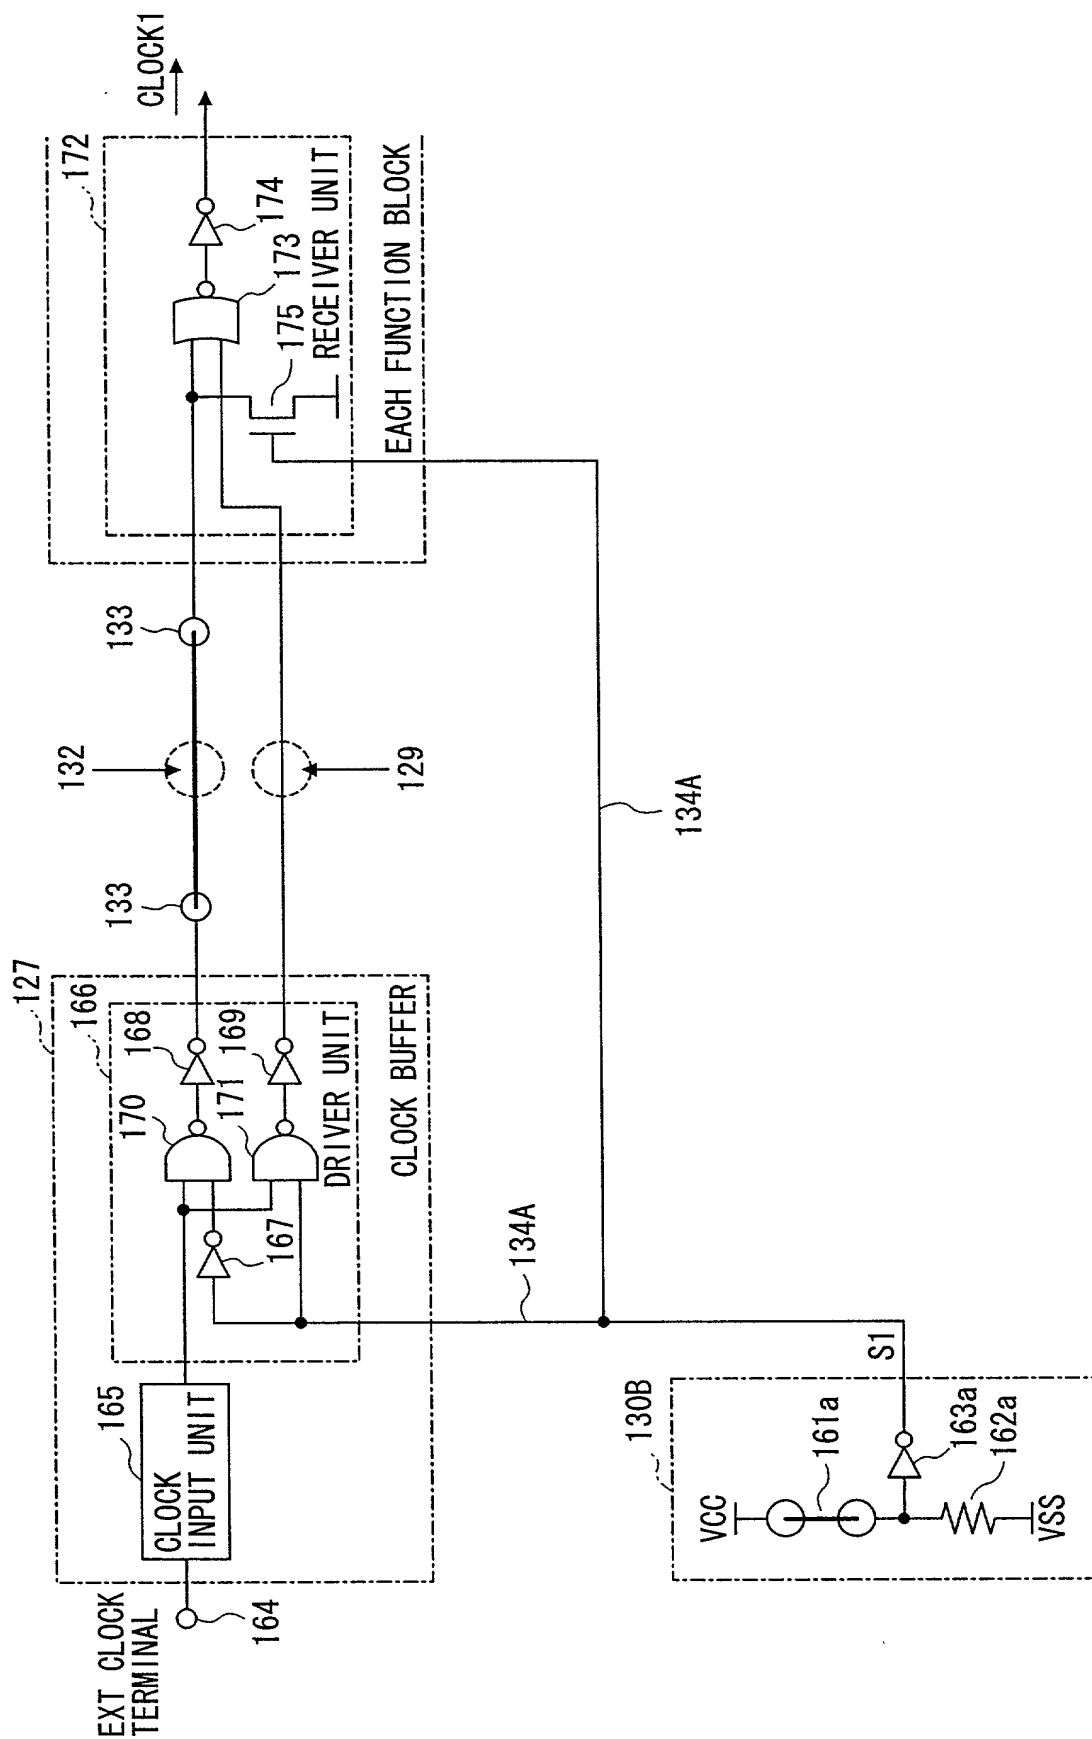 EXT CLOCK
TERMINAL
164
CLOCK
INPUT UNIT
165
127
166
167
170
171
168
169
DRIVER UNIT
CLOCK BUFFER
133
132
133
129
134A
134A
172
173
174
175
RECEIVER UNIT
EACH FUNCTION BLOCK
CLOCK1
130B
VCC
161a
163a
162a
VSS
S1